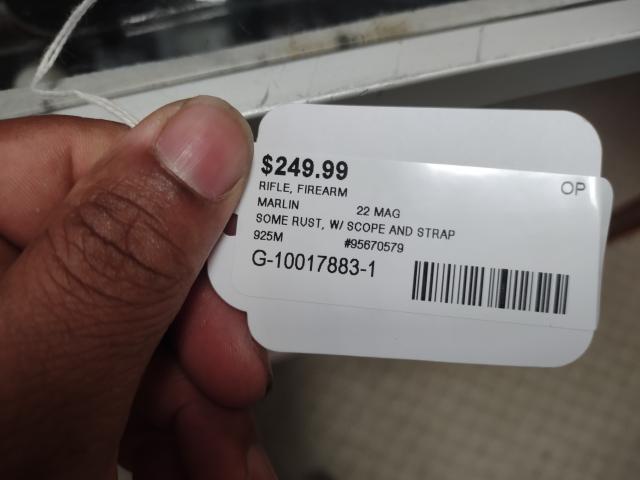 $249.99
OP
RIFLE, FIREARM
MARLIN 22 MAG
SOME RUST, W/ SCOPE AND STRAP
925M #95670579
G-10017883-1